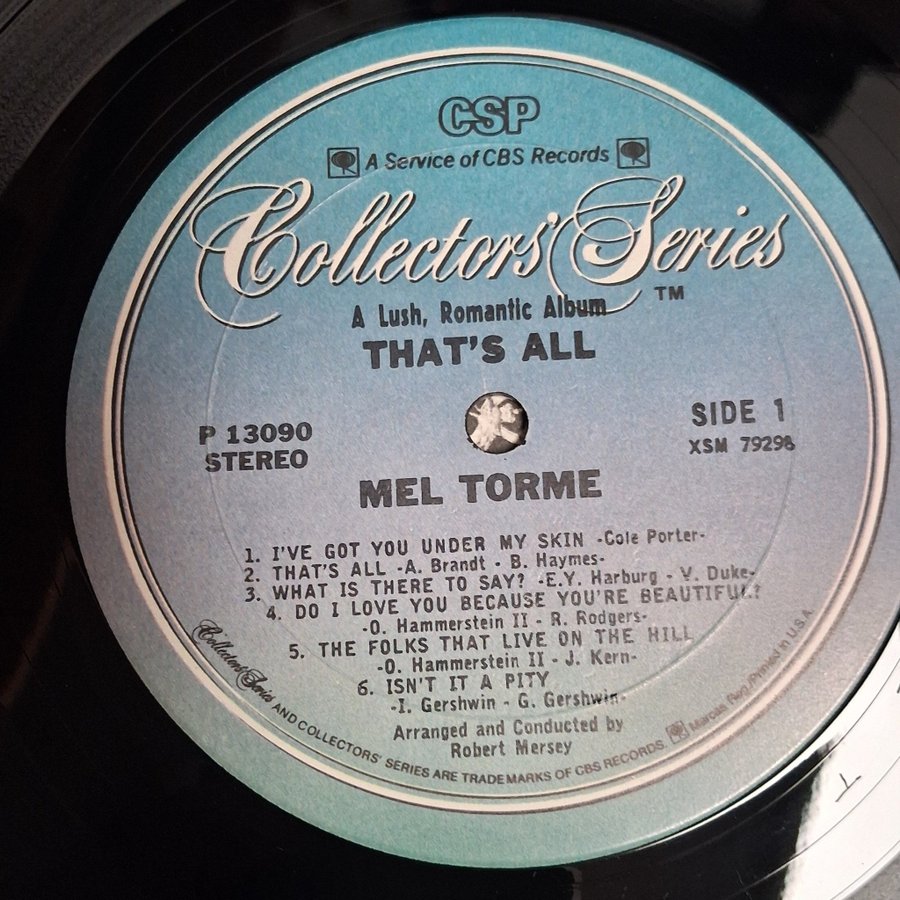 CSP
A Service of CBS Records
Collectors' Series
TM
A Lush, Romantic Album
THAT'S ALL
P 13090
STEREO
SIDE 1
XSM 79298
MEL TORME
1. I'VE GOT YOU UNDER MY SKIN -Cole Porter-
2. THAT'S ALL -A. Brandt - B. Haymes-
3. WHAT IS THERE TO SAY? -E.Y. Harburg - V. Duke-
4. DO I LOVE YOU BECAUSE YOU'RE BEAUTIFUL?
-O. Hammerstein II - R. Rodgers-
5. THE FOLKS THAT LIVE ON THE HILL
-O. Hammerstein II - J. Kern-
6. ISN'T IT A PITY
-I. Gershwin - G. Gershwin-
Arranged and Conducted by
Robert Mersey
Collectors' Series AND COLLECTORS' SERIES ARE TRADEMARKS OF CBS RECORDS. Marcas Reg./Printed in U.S.A.